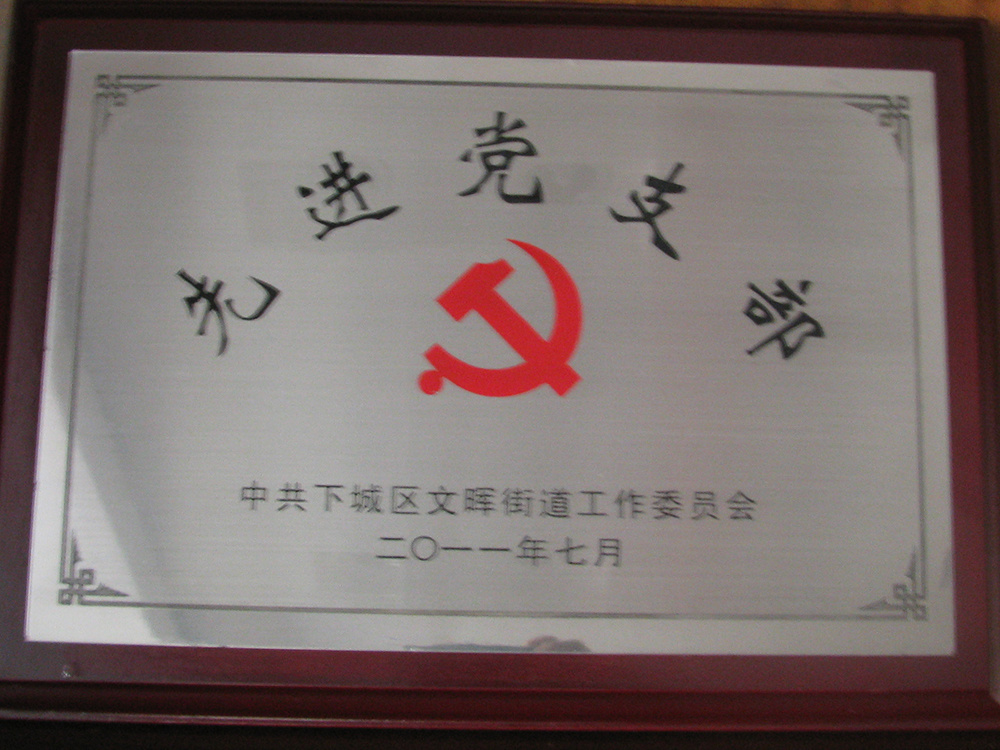 先进党支部
中共下城区文晖街道工作委员会
二〇一一年七月